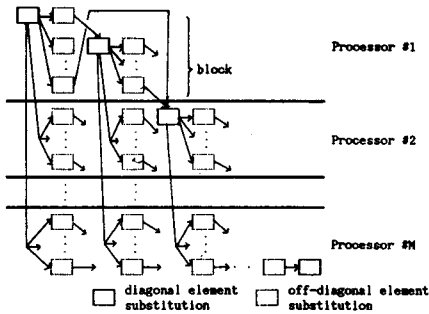 Processor #1
block
Processor #2
Processor #M
diagonal element substitution
off-diagonal element substitution